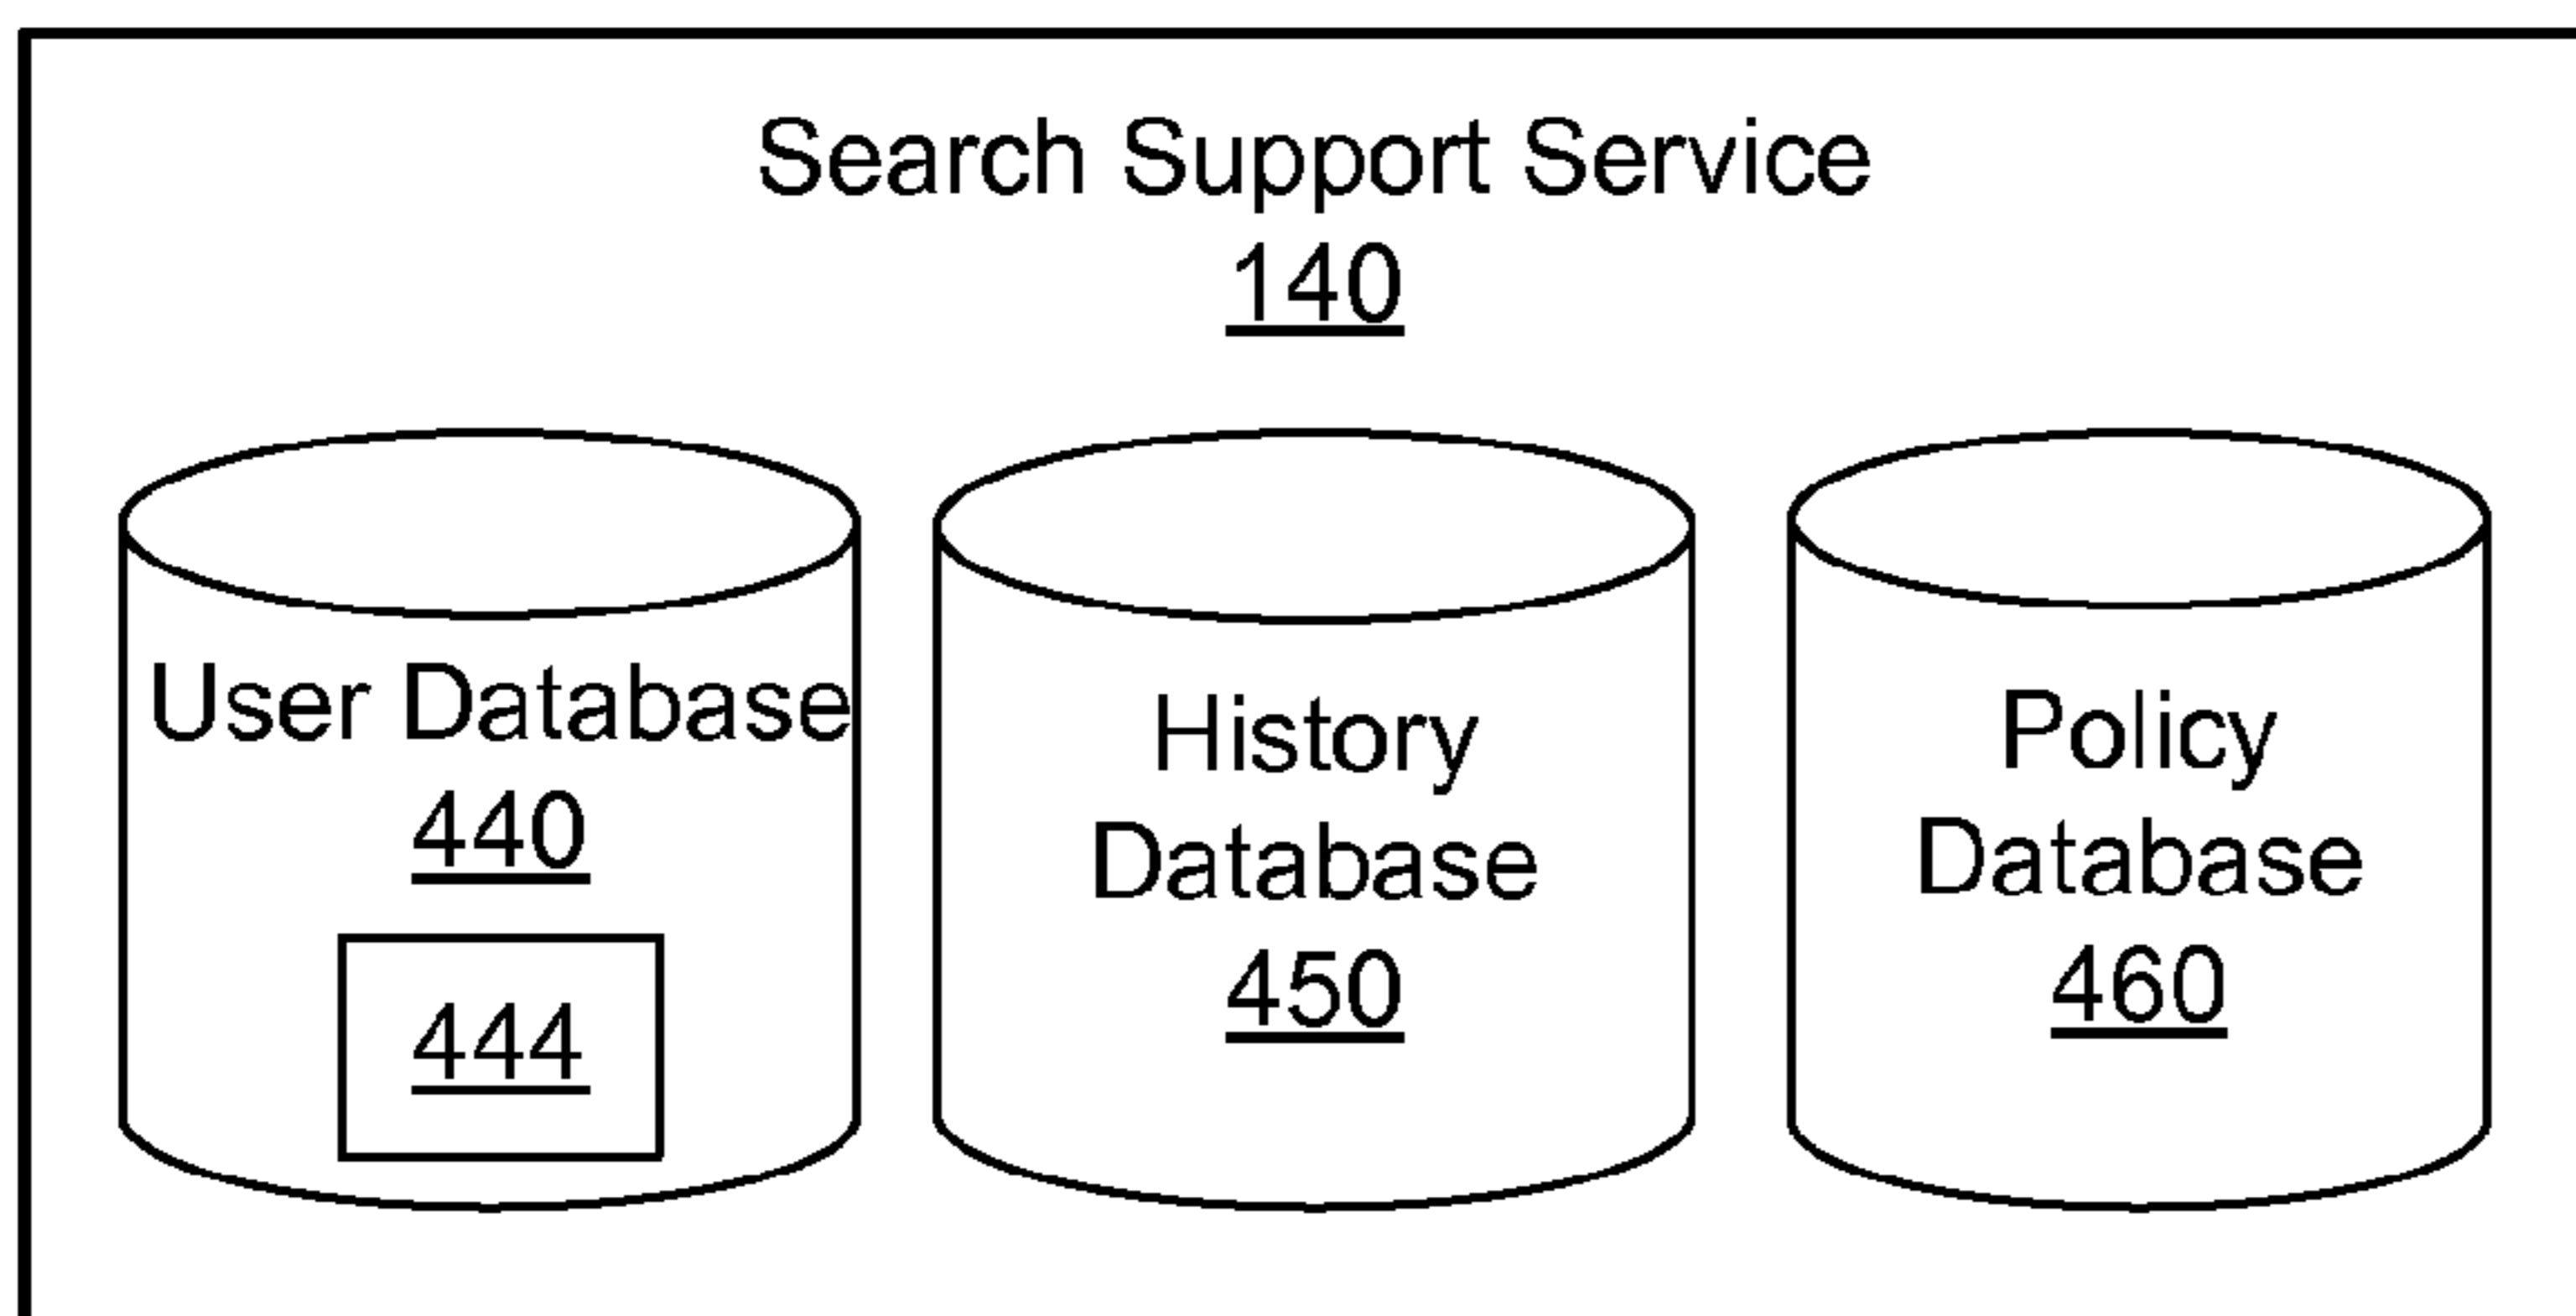 Search Support Service
140
User Database
440
444
History
Database
450
Policy
Database
460